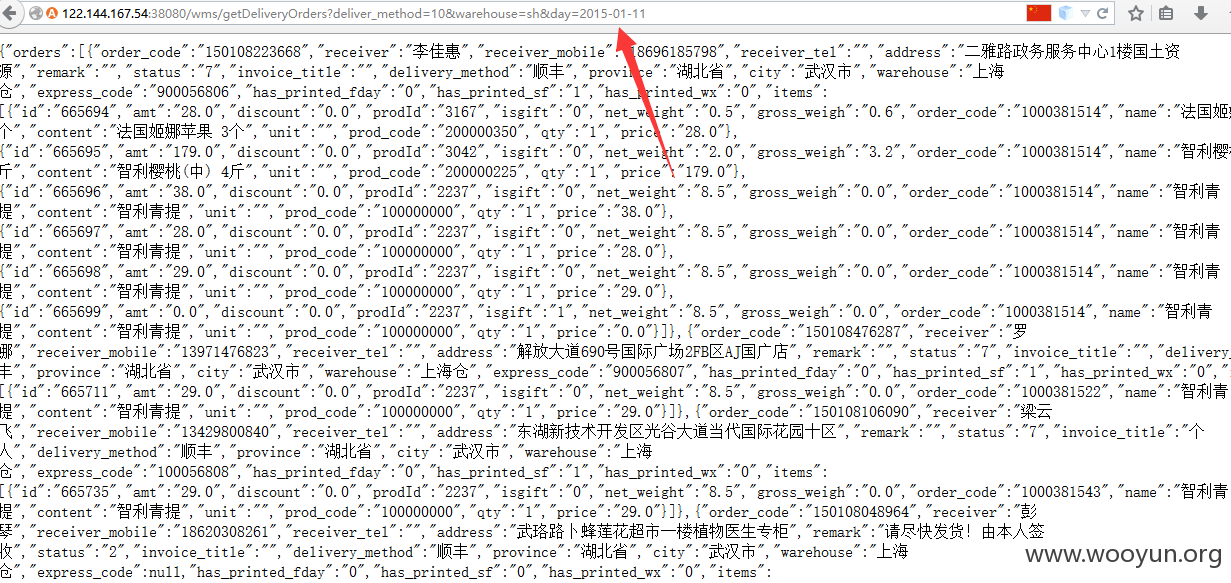 122.144.167.54:38080/wms/getDeliveryOrders?deliver_method=10&warehouse=sh&day=2015-01-11
{"orders":[{"order_code":"150108223668","receiver":"李佳惠","receiver_mobile":"18696185798","receiver_tel":"","address":"二雅路政务服务中心1楼国土资
源","remark":"","status":"7","invoice_title":"","delivery_method":"顺丰","province":"湖北省","city":"武汉市","warehouse":"上海
仓","express_code":"900056806","has_printed_fday":"0","has_printed_sf":"1","has_printed_wx":"0","items":
[{"id":"665694","amt":"28.0","discount":"0.0","prodId":"3167","isgift":"0","net_weight":"0.5","gross_weigh":"0.6","order_code":"1000381514","name":"法国姬
个","content":"法国姬娜苹果 3个","unit":"","prod_code":"200000350","qty":"1","price":"28.0"},
{"id":"665695","amt":"179.0","discount":"0.0","prodId":"3042","isgift":"0","net_weight":"2.0","gross_weigh":"3.2","order_code":"1000381514","name":"智利樱
斤","content":"智利樱桃(中) 4斤","unit":"","prod_code":"200000225","qty":"1","price":"179.0"},
{"id":"665696","amt":"38.0","discount":"0.0","prodId":"2237","isgift":"0","net_weight":"8.5","gross_weigh":"0.0","order_code":"1000381514","name":"智利青
提","content":"智利青提","unit":"","prod_code":"100000000","qty":"1","price":"38.0"},
{"id":"665697","amt":"28.0","discount":"0.0","prodId":"2237","isgift":"0","net_weight":"8.5","gross_weigh":"0.0","order_code":"1000381514","name":"智利青
提","content":"智利青提","unit":"","prod_code":"100000000","qty":"1","price":"28.0"},
{"id":"665698","amt":"29.0","discount":"0.0","prodId":"2237","isgift":"0","net_weight":"8.5","gross_weigh":"0.0","order_code":"1000381514","name":"智利青
提","content":"智利青提","unit":"","prod_code":"100000000","qty":"1","price":"29.0"},
{"id":"665699","amt":"0.0","discount":"0.0","prodId":"2237","isgift":"1","net_weight":"8.5","gross_weigh":"0.0","order_code":"1000381514","name":"智利青
提","content":"智利青提","unit":"","prod_code":"100000000","qty":"1","price":"0.0"}]},{"order_code":"150108476287","receiver":"罗
娜","receiver_mobile":"13971476823","receiver_tel":"","address":"解放大道690号国际广场2FB区AJ国广店","remark":"","status":"7","invoice_title":"","delivery_
丰","province":"湖北省","city":"武汉市","warehouse":"上海仓","express_code":"900056807","has_printed_fday":"0","has_printed_sf":"1","has_printed_wx":"0",
[{"id":"665711","amt":"29.0","discount":"0.0","prodId":"2237","isgift":"0","net_weight":"8.5","gross_weigh":"0.0","order_code":"1000381522","name":"智利青
提","content":"智利青提","unit":"","prod_code":"100000000","qty":"1","price":"29.0"}]},{"order_code":"150108106090","receiver":"梁云
飞","receiver_mobile":"13429800840","receiver_tel":"","address":"东湖新技术开发区光谷大道当代国际花园十区","remark":"","status":"7","invoice_title":"个
人","delivery_method":"顺丰","province":"湖北省","city":"武汉市","warehouse":"上海
仓","express_code":"100056808","has_printed_fday":"0","has_printed_sf":"1","has_printed_wx":"0","items":
[{"id":"665735","amt":"29.0","discount":"0.0","prodId":"2237","isgift":"0","net_weight":"8.5","gross_weigh":"0.0","order_code":"1000381543","name":"智利青
提","content":"智利青提","unit":"","prod_code":"100000000","qty":"1","price":"29.0"}]},{"order_code":"150108048964","receiver":"彭
琴","receiver_mobile":"18620308261","receiver_tel":"","address":"武珞路卜蜂莲花超市一楼植物医生专柜","remark":"请尽快发货！由本人签
收","status":"2","invoice_title":"","delivery_method":"顺丰","province":"湖北省","city":"武汉市","warehouse":"上海
仓","express_code":null,"has_printed_fday":"0","has_printed_sf":"0","has_printed_wx":"0","items":
www.wooyun.org